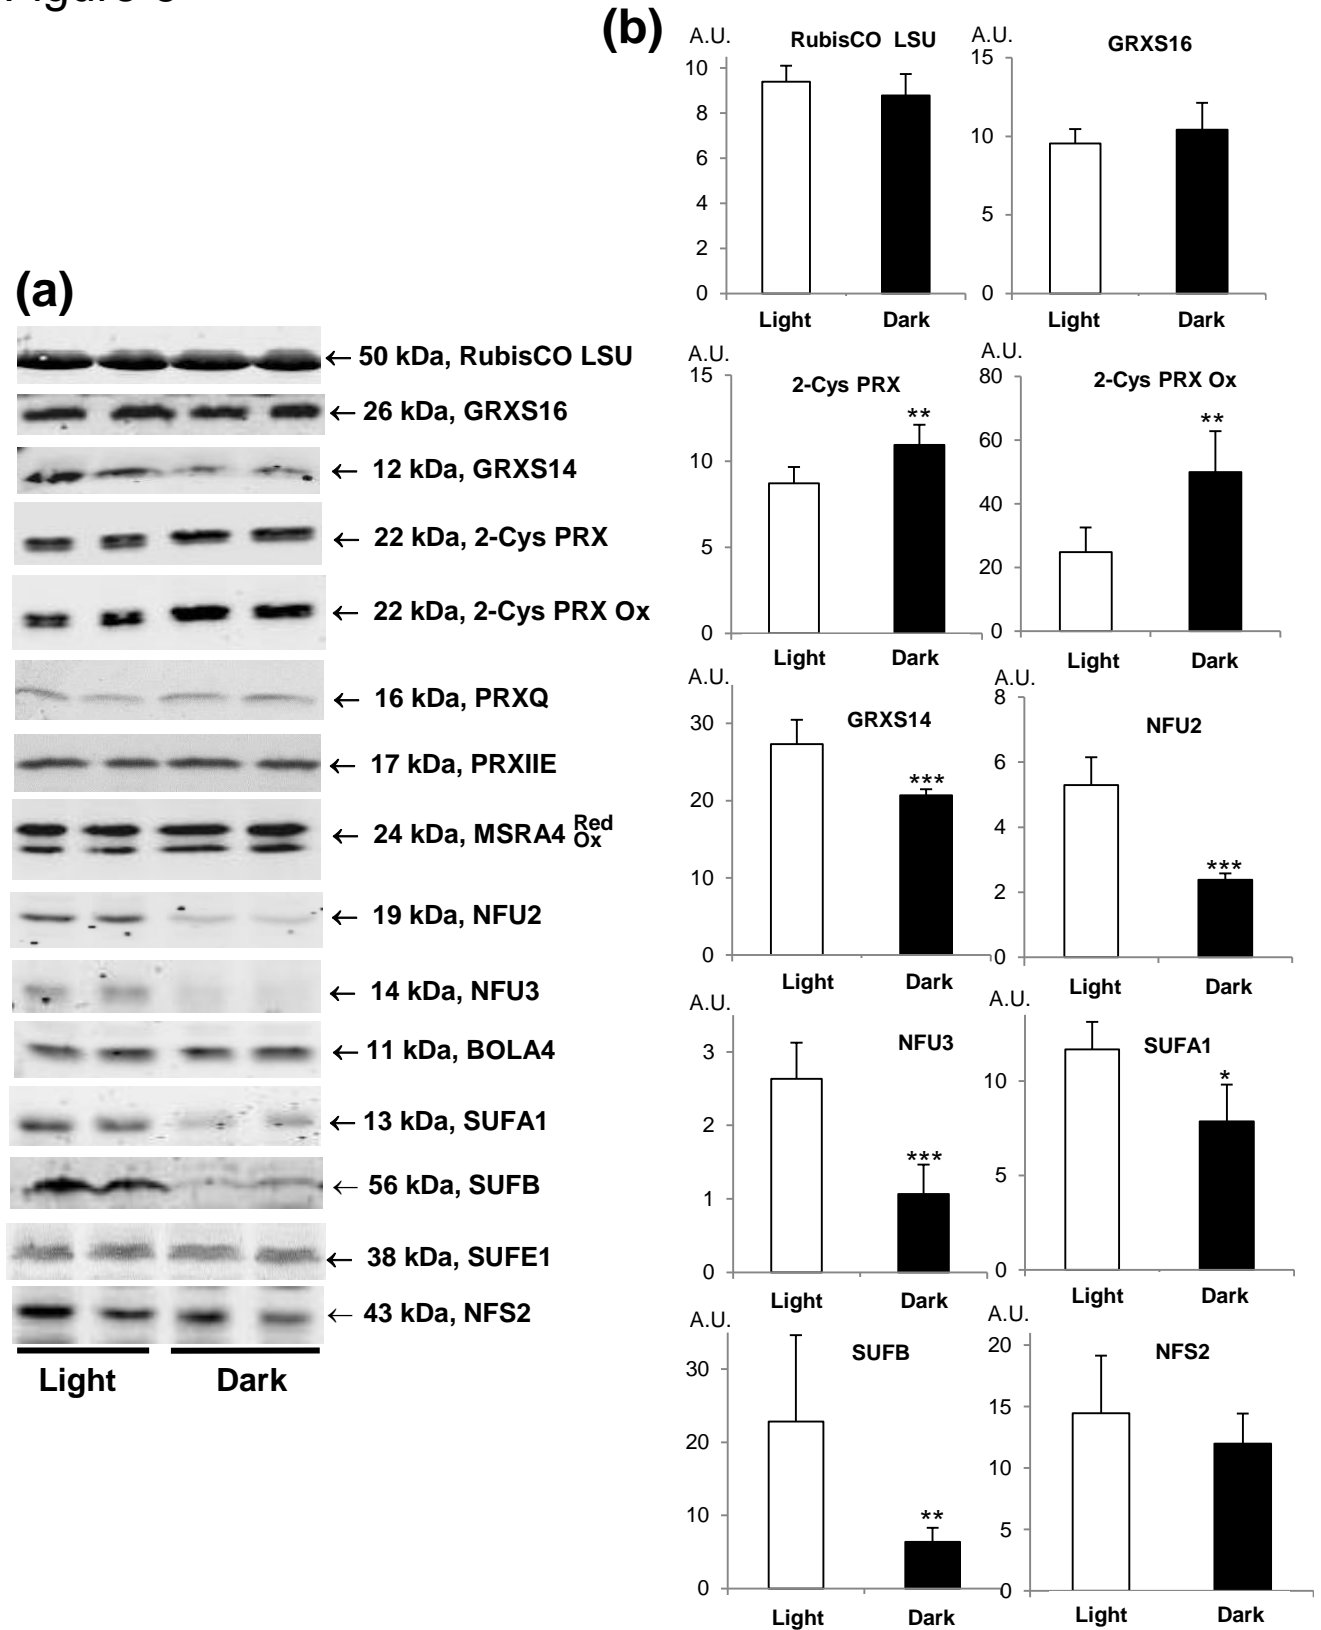 (a)
← 50 kDa, RubisCO LSU
← 26 kDa, GRXS16
← 12 kDa, GRXS14
← 22 kDa, 2-Cys PRX
← 22 kDa, 2-Cys PRX Ox
← 16 kDa, PRXQ
← 17 kDa, PRXIIE
← 24 kDa, MSRA4 Red
Ox
← 19 kDa, NFU2
← 14 kDa, NFU3
← 11 kDa, BOLA4
← 13 kDa, SUFA1
← 56 kDa, SUFB
← 38 kDa, SUFE1
← 43 kDa, NFS2
Light Dark
(b)
A.U.
RubisCO LSU
10
8
6
4
2
0
Light Dark
A.U.
GRXS16
15
10
5
0
Light Dark
A.U.
2-Cys PRX
15
**
10
5
0
Light Dark
A.U.
2-Cys PRX Ox
80
**
60
40
20
0
Light Dark
A.U.
GRXS14
30
***
20
10
0
Light Dark
A.U.
NFU2
8
6
4
***
2
0
Light Dark
A.U.
NFU3
3
2
***
1
0
Light Dark
A.U.
SUFA1
*
10
5
0
Light Dark
A.U.
SUFB
30
20
10
**
0
Light Dark
A.U.
NFS2
20
15
10
5
0
Light Dark